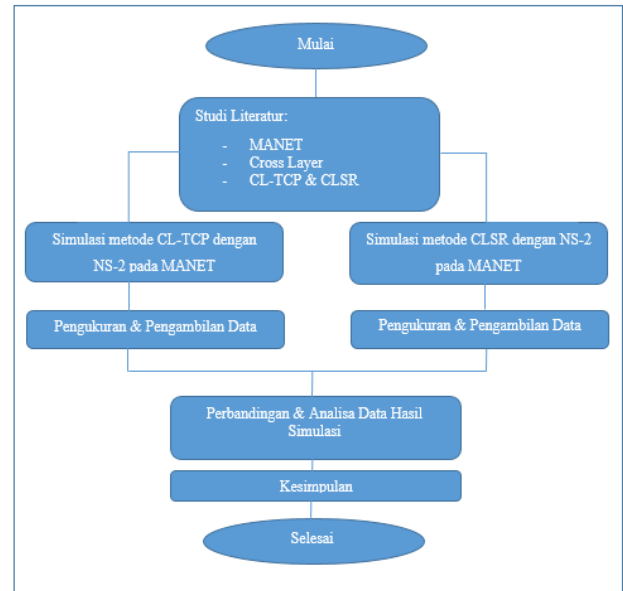 Mulai
Studi Literatur:
- MANET
- Cross Layer
- CL-TCP & CLSR
Simulasi metode CL-TCP dengan
NS-2 pada MANET
Simulasi metode CLSR dengan NS-2
pada MANET
Pengukuran & Pengambilan Data
Pengukuran & Pengambilan Data
Perbandingan & Analisa Data Hasil
Simulasi
Kesimpulan
Selesai